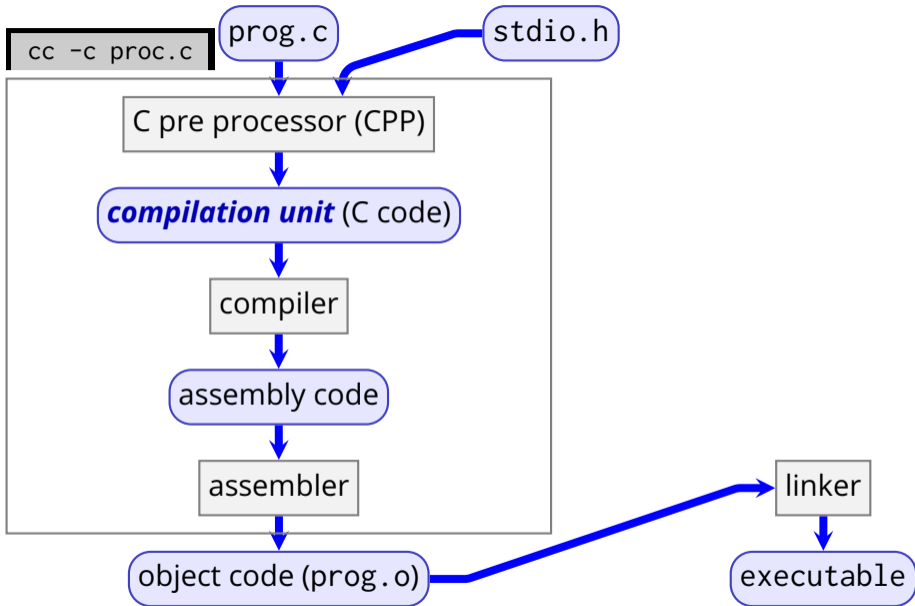 prog.c
stdio.h
cc -c proc.c
C pre processor (CPP)
compilation unit (C code)
compiler
assembly code
assembler
linker
object code (prog.o)
executable